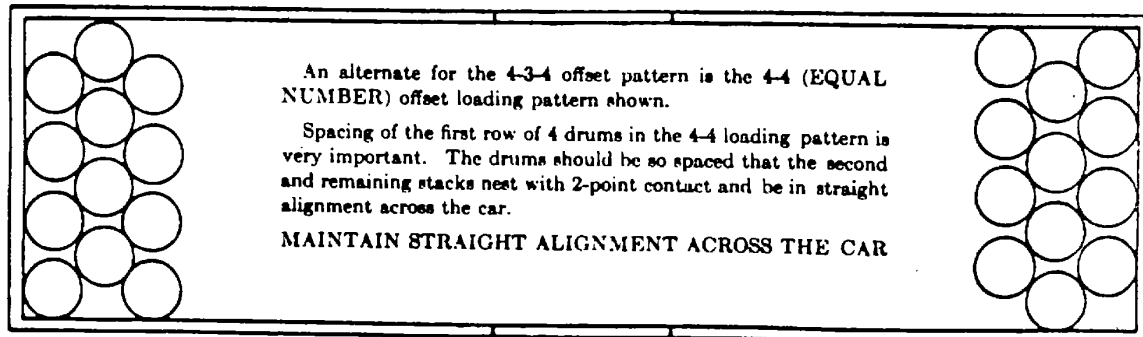 An alternate for the 4-3-4 offset pattern is the 4-4 (EQUAL
NUMBER) offset loading pattern shown.
Spacing of the first row of 4 drums in the 4-4 loading pattern is
very important. The drums should be so spaced that the second
and remaining stacks nest with 2-point contact and be in straight
alignment across the car.
MAINTAIN STRAIGHT ALIGNMENT ACROSS THE CAR